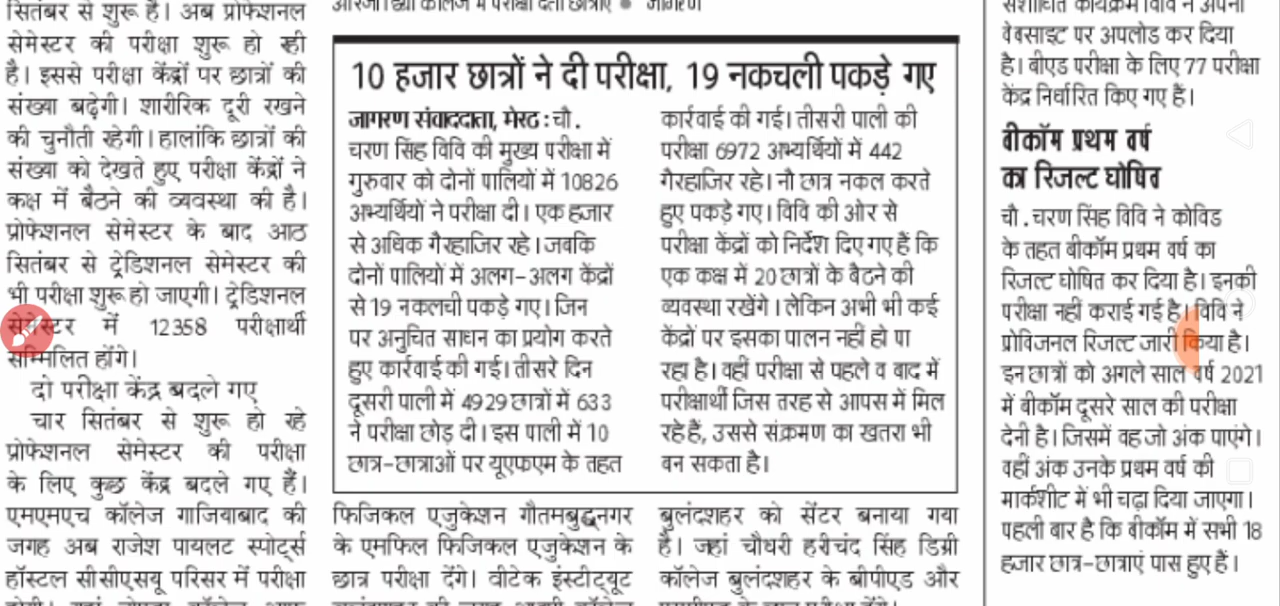 सितंबर से शुरू है। अब प्रोफेशनल
सेमेस्टर की परीक्षा शुरू हो रही
है। इससे परीक्षा केंद्रों पर छात्रों की
संख्या बढ़ेगी। शारीरिक दूरी रखने
की चुनौती रहेगी। हालांकि छात्रों की
संख्या को देखते हुए परीक्षा केंद्रों ने
कक्ष में बैठने की व्यवस्था की है।
प्रोफेशनल सेमेस्टर के बाद आठ
सितंबर से ट्रेडिशनल सेमेस्टर की
भी परीक्षा शुरू हो जाएगी। ट्रेडिशनल
सेमेस्टर में 12358 परीक्षार्थी
सम्मिलित होंगे।
दो परीक्षा केंद्र बदले गए
चार सितंबर से शुरू हो रहे
प्रोफेशनल सेमेस्टर की परीक्षा
के लिए कुछ केंद्र बदले गए हैं।
एमएमएच कॉलेज गाजियाबाद की
जगह अब राजेश पायलट स्पोर्ट्स
हॉस्टल सीसीएसयू परिसर में परीक्षा
10 हजार छात्रों ने दी परीक्षा, 19 नकचली पकड़े गए
जागरण संवाददाता, मेरठ : चौ.
चरण सिंह विवि की मुख्य परीक्षा में
गुरुवार को दोनों पालियों में 10826
अभ्यर्थियों ने परीक्षा दी। एक हजार
से अधिक गैरहाजिर रहे। जबकि
दोनों पालियों में अलग-अलग केंद्रों
से 19 नकलची पकड़े गए। जिन
पर अनुचित साधन का प्रयोग करते
हुए कार्रवाई की गई। तीसरे दिन
दूसरी पाली में 4929 छात्रों में 633
ने परीक्षा छोड़ दी। इस पाली में 10
छात्र-छात्राओं पर यूएफएम के तहत
कार्रवाई की गई। तीसरी पाली की
परीक्षा 6972 अभ्यर्थियों में 442
गैरहाजिर रहे। नौ छात्र नकल करते
हुए पकड़े गए। विवि की ओर से
परीक्षा केंद्रों को निर्देश दिए गए हैं कि
एक कक्ष में 20 छात्रों के बैठने की
व्यवस्था रखेंगे। लेकिन अभी भी कई
केंद्रों पर इसका पालन नहीं हो पा
रहा है। वहीं परीक्षा से पहले व बाद में
परीक्षार्थी जिस तरह से आपस में मिल
रहे हैं, उससे संक्रमण का खतरा भी
बन सकता है।
फिजिकल एजुकेशन गौतमबुद्धनगर
के एमफिल फिजिकल एजुकेशन के
छात्र परीक्षा देंगे। वीटेक इंस्टीट्यूट
बुलंदशहर को सेंटर बनाया गया
है। जहां चौधरी हरीचंद सिंह डिग्री
कॉलेज बुलंदशहर के बीपीएड और
वेबसाइट पर अपलोड कर दिया
है। बीएड परीक्षा के लिए 77 परीक्षा
केंद्र निर्धारित किए गए हैं।
बीकॉम प्रथम वर्ष
का रिजल्ट घोषित
चौ. चरण सिंह विवि ने कोविड
के तहत बीकॉम प्रथम वर्ष का
रिजल्ट घोषित कर दिया है। इनकी
परीक्षा नहीं कराई गई है। विवि ने
प्रोविजनल रिजल्ट जारी किया है।
इन छात्रों को अगले साल वर्ष 2021
में बीकॉम दूसरे साल की परीक्षा
देनी है। जिसमें वह जो अंक पाएंगे।
वहीं अंक उनके प्रथम वर्ष की
मार्कशीट में भी चढ़ा दिया जाएगा।
पहली बार है कि बीकॉम में सभी 18
हजार छात्र-छात्राएं पास हुए हैं।